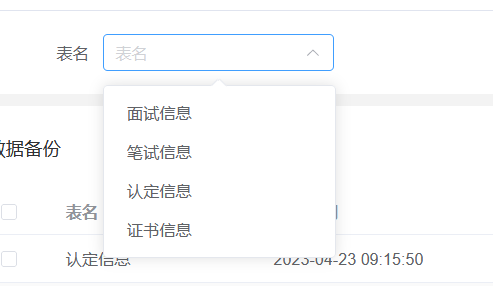 表名 表名
面试信息
笔试信息
数据备份
认定信息
表名
证书信息
认定信息 2023-04-23 09:15:50